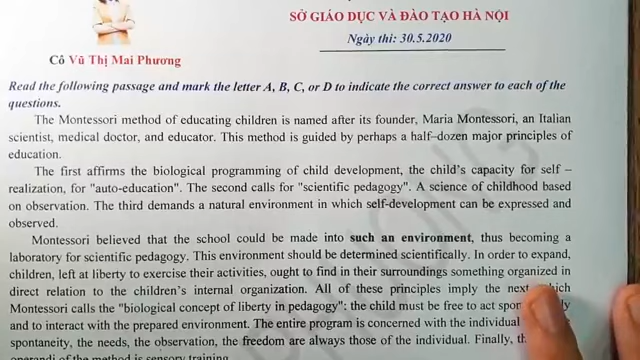 SỞ GIÁO DỤC VÀ ĐÀO TẠO HÀ NỘI
Ngày thi: 30.5.2020
Cô Vũ Thị Mai Phương
Read the following passage and mark the letter A, B, C, or D to indicate the correct answer to each of the
questions.
The Montessori method of educating children is named after its founder, Maria Montessori, an Italian
scientist, medical doctor, and educator. This method is guided by perhaps a half–dozen major principles of
education.
The first affirms the biological programming of child development, the child's capacity for self –
realization, for "auto-education". The second calls for "scientific pedagogy". A science of childhood based
on observation. The third demands a natural environment in which self-development can be expressed and
observed.
Montessori believed that the school could be made into such an environment, thus becoming a
laboratory for scientific pedagogy. This environment should be determined scientifically. In order to expand,
children, left at liberty to exercise their activities, ought to find in their surroundings something organized in
direct relation to the children's internal organization. All of these principles imply the next, which
Montessori calls the "biological concept of liberty in pedagogy": the child must be free to act
and to interact with the prepared environment. The entire program is concerned with the individual
spontaneity, the needs, the observation, the freedom are always those of the individual. Finally,
operandi of the method is sensory training.